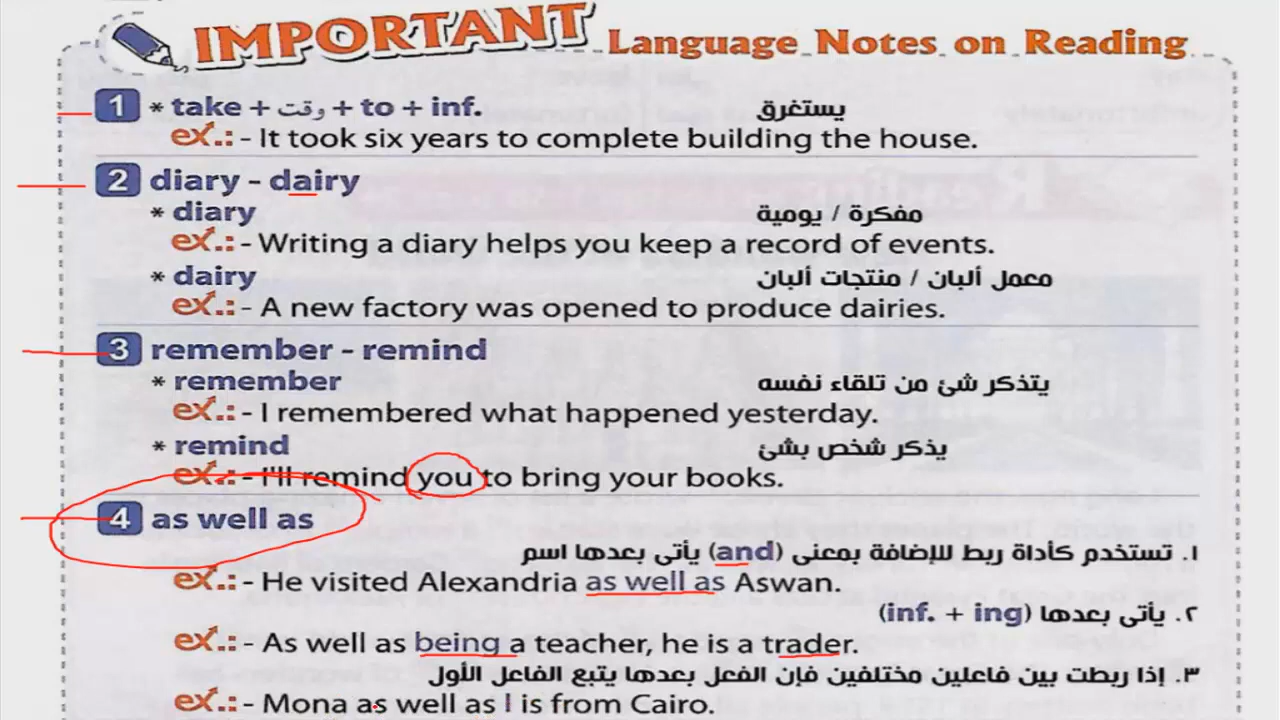 IMPORTANT Language Notes on Reading
1 * take + وقت + to + inf. يستغرق
ex.: - It took six years to complete building the house.
2 diary - dairy
* diary مفكرة / يومية
ex.: - Writing a diary helps you keep a record of events.
* dairy معمل ألبان / منتجات ألبان
ex.: - A new factory was opened to produce dairies.
3 remember - remind
* remember يتذكر شئ من تلقاء نفسه
ex.: - I remembered what happened yesterday.
* remind يذكر شخص بشئ
ex.: - I'll remind you to bring your books.
4 as well as
١. تستخدم كأداة ربط للإضافة بمعنى (and) يأتى بعدها اسم
ex.: - He visited Alexandria as well as Aswan.
٢. يأتى بعدها (inf. + ing)
ex.: - As well as being a teacher, he is a trader.
٣. إذا ربطت بين فاعلين مختلفين فإن الفعل بعدها يتبع الفاعل الأول
ex.: - Mona as well as I is from Cairo.